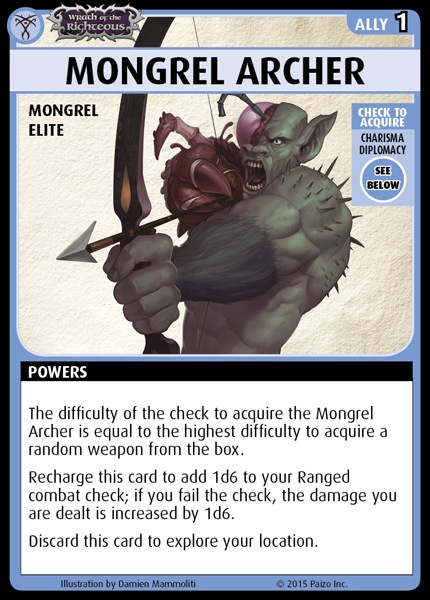 Wrath of the
Righteous
ALLY 1
MONGREL ARCHER
MONGREL
ELITE
CHECK TO
ACQUIRE
CHARISMA
DIPLOMACY
SEE
BELOW
POWERS
The difficulty of the check to acquire the Mongrel
Archer is equal to the highest difficulty to acquire a
random weapon from the box.
Recharge this card to add 1d6 to your Ranged
combat check; if you fail the check, the damage you
are dealt is increased by 1d6.
Discard this card to explore your location.
Illustration by Damien Mammoliti
© 2015 Paizo Inc.